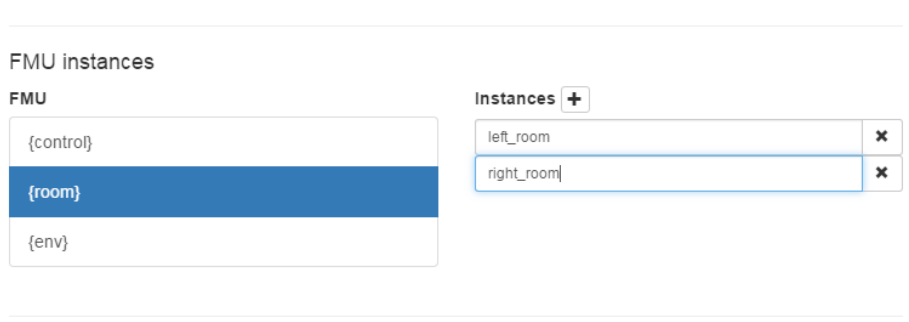 FMU instances
FMU
{control}
{room}
{env}
Instances +
left_room
right_room